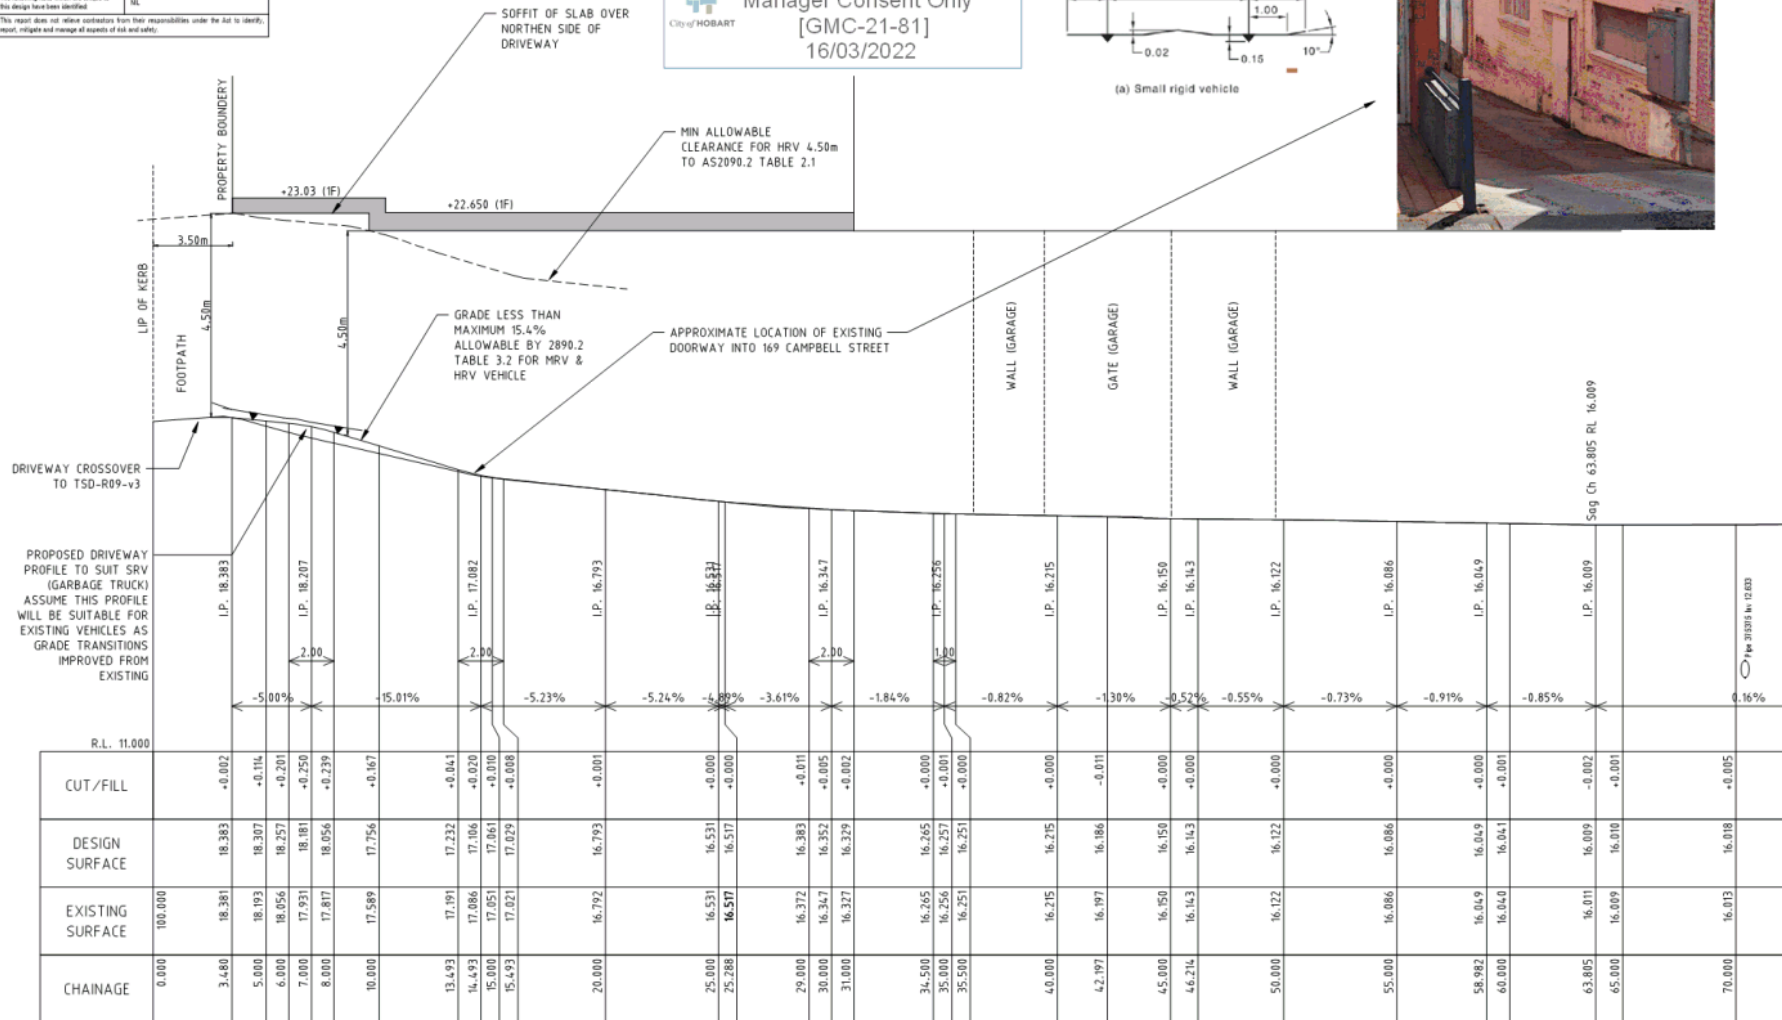 this design have been identified:
NIL
This report does not relieve contractors from their responsibilities under the Act to identify,
report, mitigate and manage all aspects of risk and safety.
SOFFIT OF SLAB OVER
NORTHEN SIDE OF
DRIVEWAY
City of HOBART
Manager Consent Only
[GMC-21-81]
16/03/2022
1.00
0.02
0.15
10°
(a) Small rigid vehicle
PROPERTY BOUNDERY
MIN ALLOWABLE
CLEARANCE FOR HRV 4.50m
TO AS2090.2 TABLE 2.1
+23.03 (1F)
+22.650 (1F)
3.50m
LIP OF KERB
4.50m
FOOTPATH
4.50m
GRADE LESS THAN
MAXIMUM 15.4%
ALLOWABLE BY 2890.2
TABLE 3.2 FOR MRV &
HRV VEHICLE
APPROXIMATE LOCATION OF EXISTING
DOORWAY INTO 169 CAMPBELL STREET
WALL (GARAGE)
GATE (GARAGE)
WALL (GARAGE)
Sag Ch 63.805 RL 16.009
DRIVEWAY CROSSOVER
TO TSD-R09-v3
PROPOSED DRIVEWAY
PROFILE TO SUIT SRV
(GARBAGE TRUCK)
ASSUME THIS PROFILE
WILL BE SUITABLE FOR
EXISTING VEHICLES AS
GRADE TRANSITIONS
IMPROVED FROM
EXISTING
I.P. 18.383
I.P. 18.207
I.P. 17.082
I.P. 16.793
I.P. 16.531
I.P. 16.517
I.P. 16.347
I.P. 16.256
I.P. 16.215
I.P. 16.150
I.P. 16.143
I.P. 16.122
I.P. 16.086
I.P. 16.049
I.P. 16.009
2.00
2.00
2.00
1.00
-5.00%
-15.01%
-5.23%
-5.24%
-4.89%
-3.61%
-1.84%
-0.82%
-1.30%
-0.52%
-0.55%
-0.73%
-0.91%
-0.85%
0.16%
R.L. 11.000
CUT/FILL
+0.002 +0.114 +0.201 +0.250 +0.239 +0.167 +0.041 +0.020 +0.010 +0.008 +0.001 +0.000 +0.000 +0.011 +0.005 +0.002 +0.000 +0.001 +0.000 +0.000 -0.011 +0.000 +0.000 +0.000 +0.000 +0.000 +0.001 -0.002 +0.001 +0.005
DESIGN
SURFACE
18.383 18.307 18.257 18.181 18.056 17.756 17.232 17.106 17.061 17.029 16.793 16.531 16.517 16.383 16.352 16.329 16.265 16.257 16.251 16.215 16.186 16.150 16.143 16.122 16.086 16.049 16.041 16.009 16.010 16.018
EXISTING
SURFACE
100.000 18.381 18.193 18.056 17.931 17.817 17.589 17.191 17.086 17.051 17.021 16.792 16.531 16.517 16.372 16.347 16.327 16.265 16.256 16.251 16.215 16.197 16.150 16.143 16.122 16.086 16.049 16.040 16.011 16.009 16.013
CHAINAGE
0.000 3.480 5.000 6.000 7.000 8.000 10.000 13.493 14.493 15.000 15.493 20.000 25.000 25.288 29.000 30.000 31.000 34.500 35.000 35.500 40.000 42.197 45.000 46.214 50.000 55.000 58.982 60.000 63.805 65.000 70.000